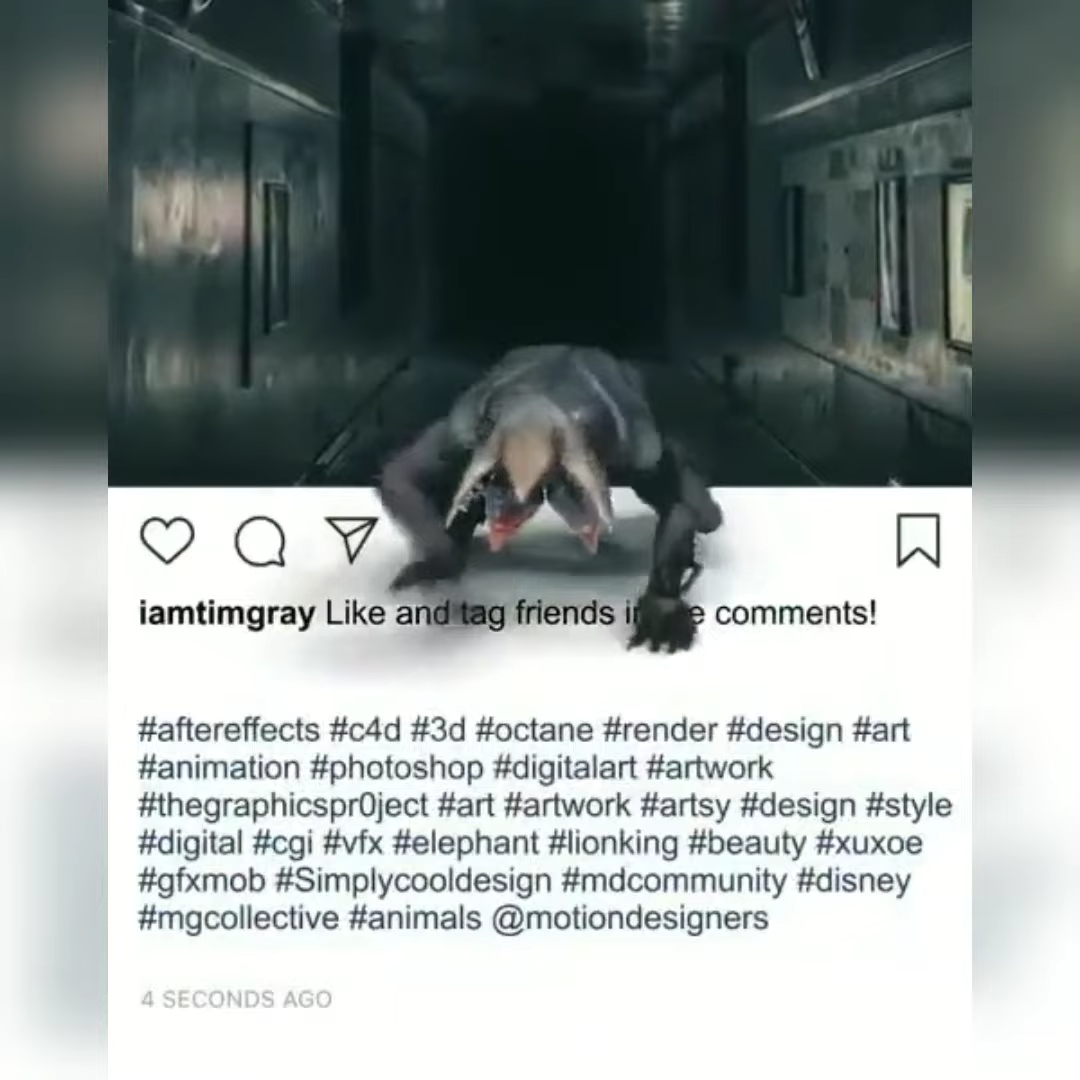 iamtimgray Like and tag friends in comments!
#aftereffects #c4d #3d #octane #render #design #art
#animation #photoshop #digitalart #artwork
#thegraphicspr0ject #art #artwork #artsy #design #style
#digital #cgi #vfx #elephant #lionking #beauty #xuxoe
#gfxmob #Simplycooldesign #mdcommunity #disney
#mgcollective #animals @motiondesigners
4 SECONDS AGO